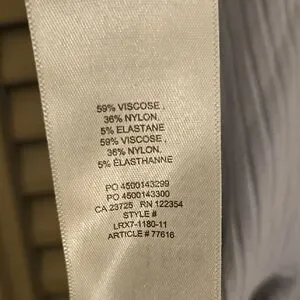 59% VISCOSE,
36% NYLON,
5% ELASTANE
59% VISCOSE,
36% NYLON,
5% ÉLASTHANNE
PO 4500143299
PO 4500143300
CA 23725 RN 122354
STYLE #
LRX7-1180-11
ARTICLE # 77616